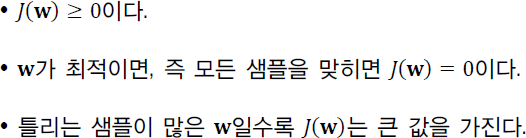 • J(w) ≥ 0이다.
• w가 최적이면, 즉 모든 샘플을 맞히면 J(w) = 0이다.
• 틀리는 샘플이 많은 w일수록 J(w)는 큰 값을 가진다.